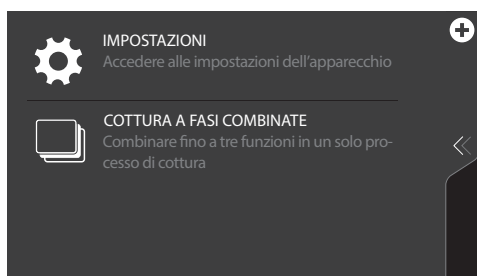 IMPOSTAZIONI
Accedere alle impostazioni dell'apparecchio
COTTURA A FASI COMBINATE
Combinare fino a tre funzioni in un solo pro-
cesso di cottura